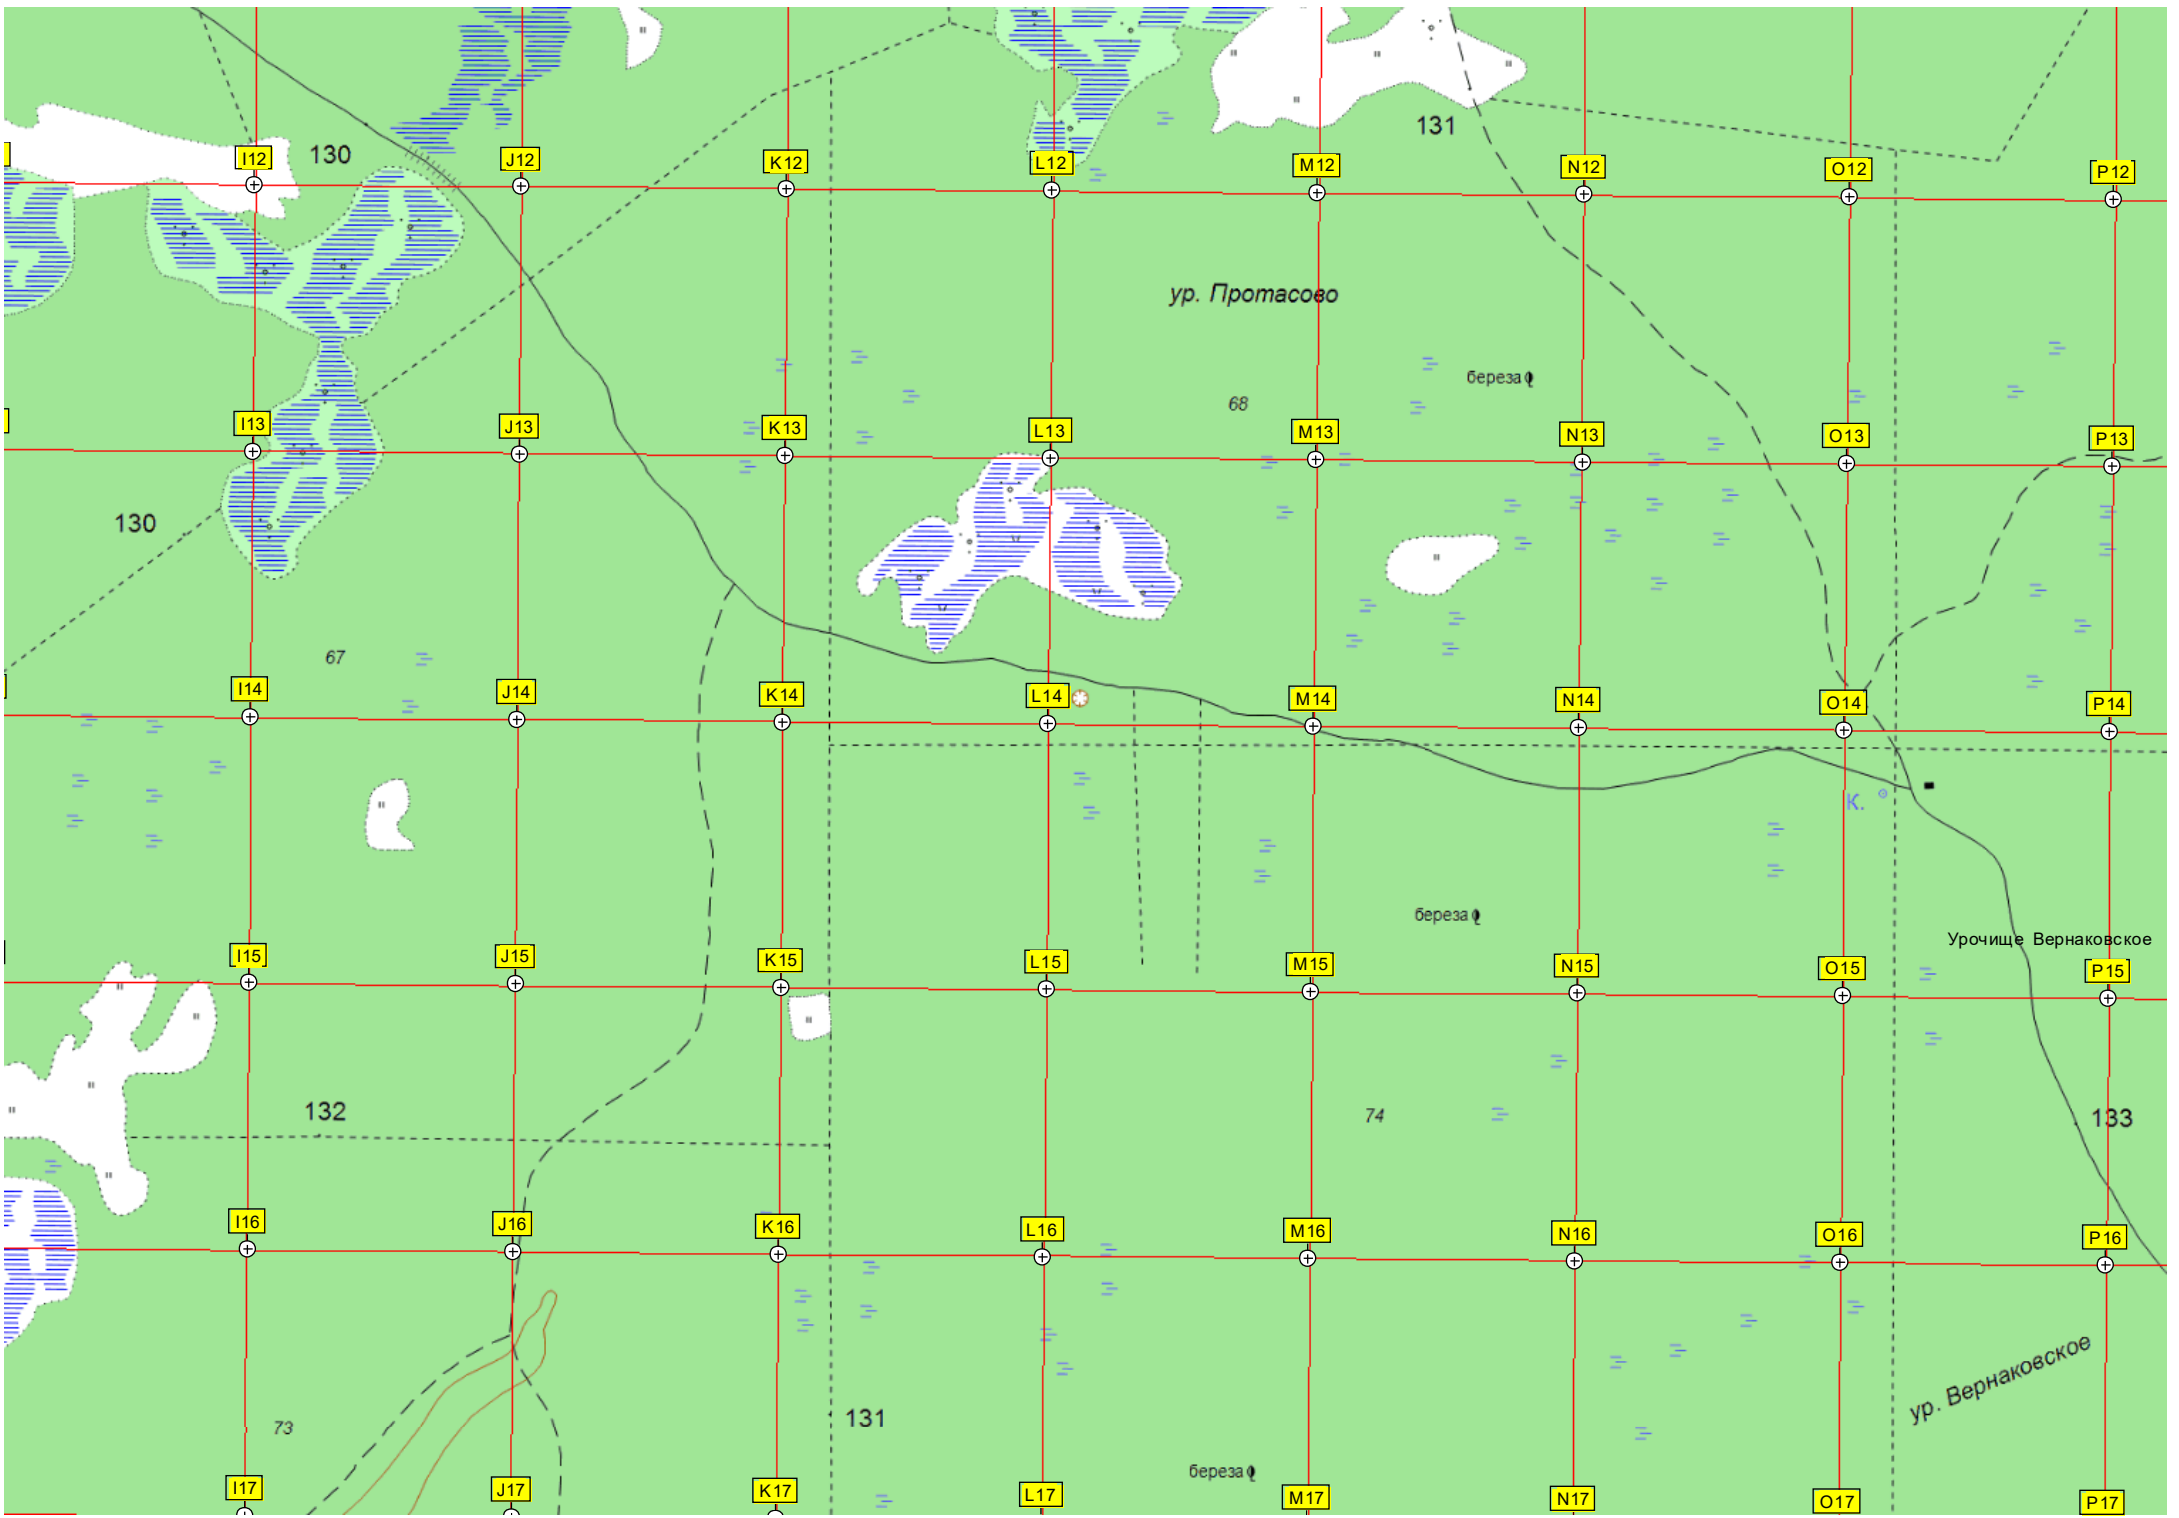 131
I12
130
J12
K12
L12
M12
N12
O12
P12
ур. Протасово
береза
68
I13
J13
K13
L13
M13
N13
O13
P13
130
67
I14
J14
K14
L14
M14
N14
O14
P14
К.
береза
Урочище Вернаковское
I15
J15
K15
L15
M15
N15
O15
P15
132
74
133
I16
J16
K16
L16
M16
N16
O16
P16
ур. Вернаковское
73
131
береза
I17
J17
K17
L17
M17
N17
O17
P17